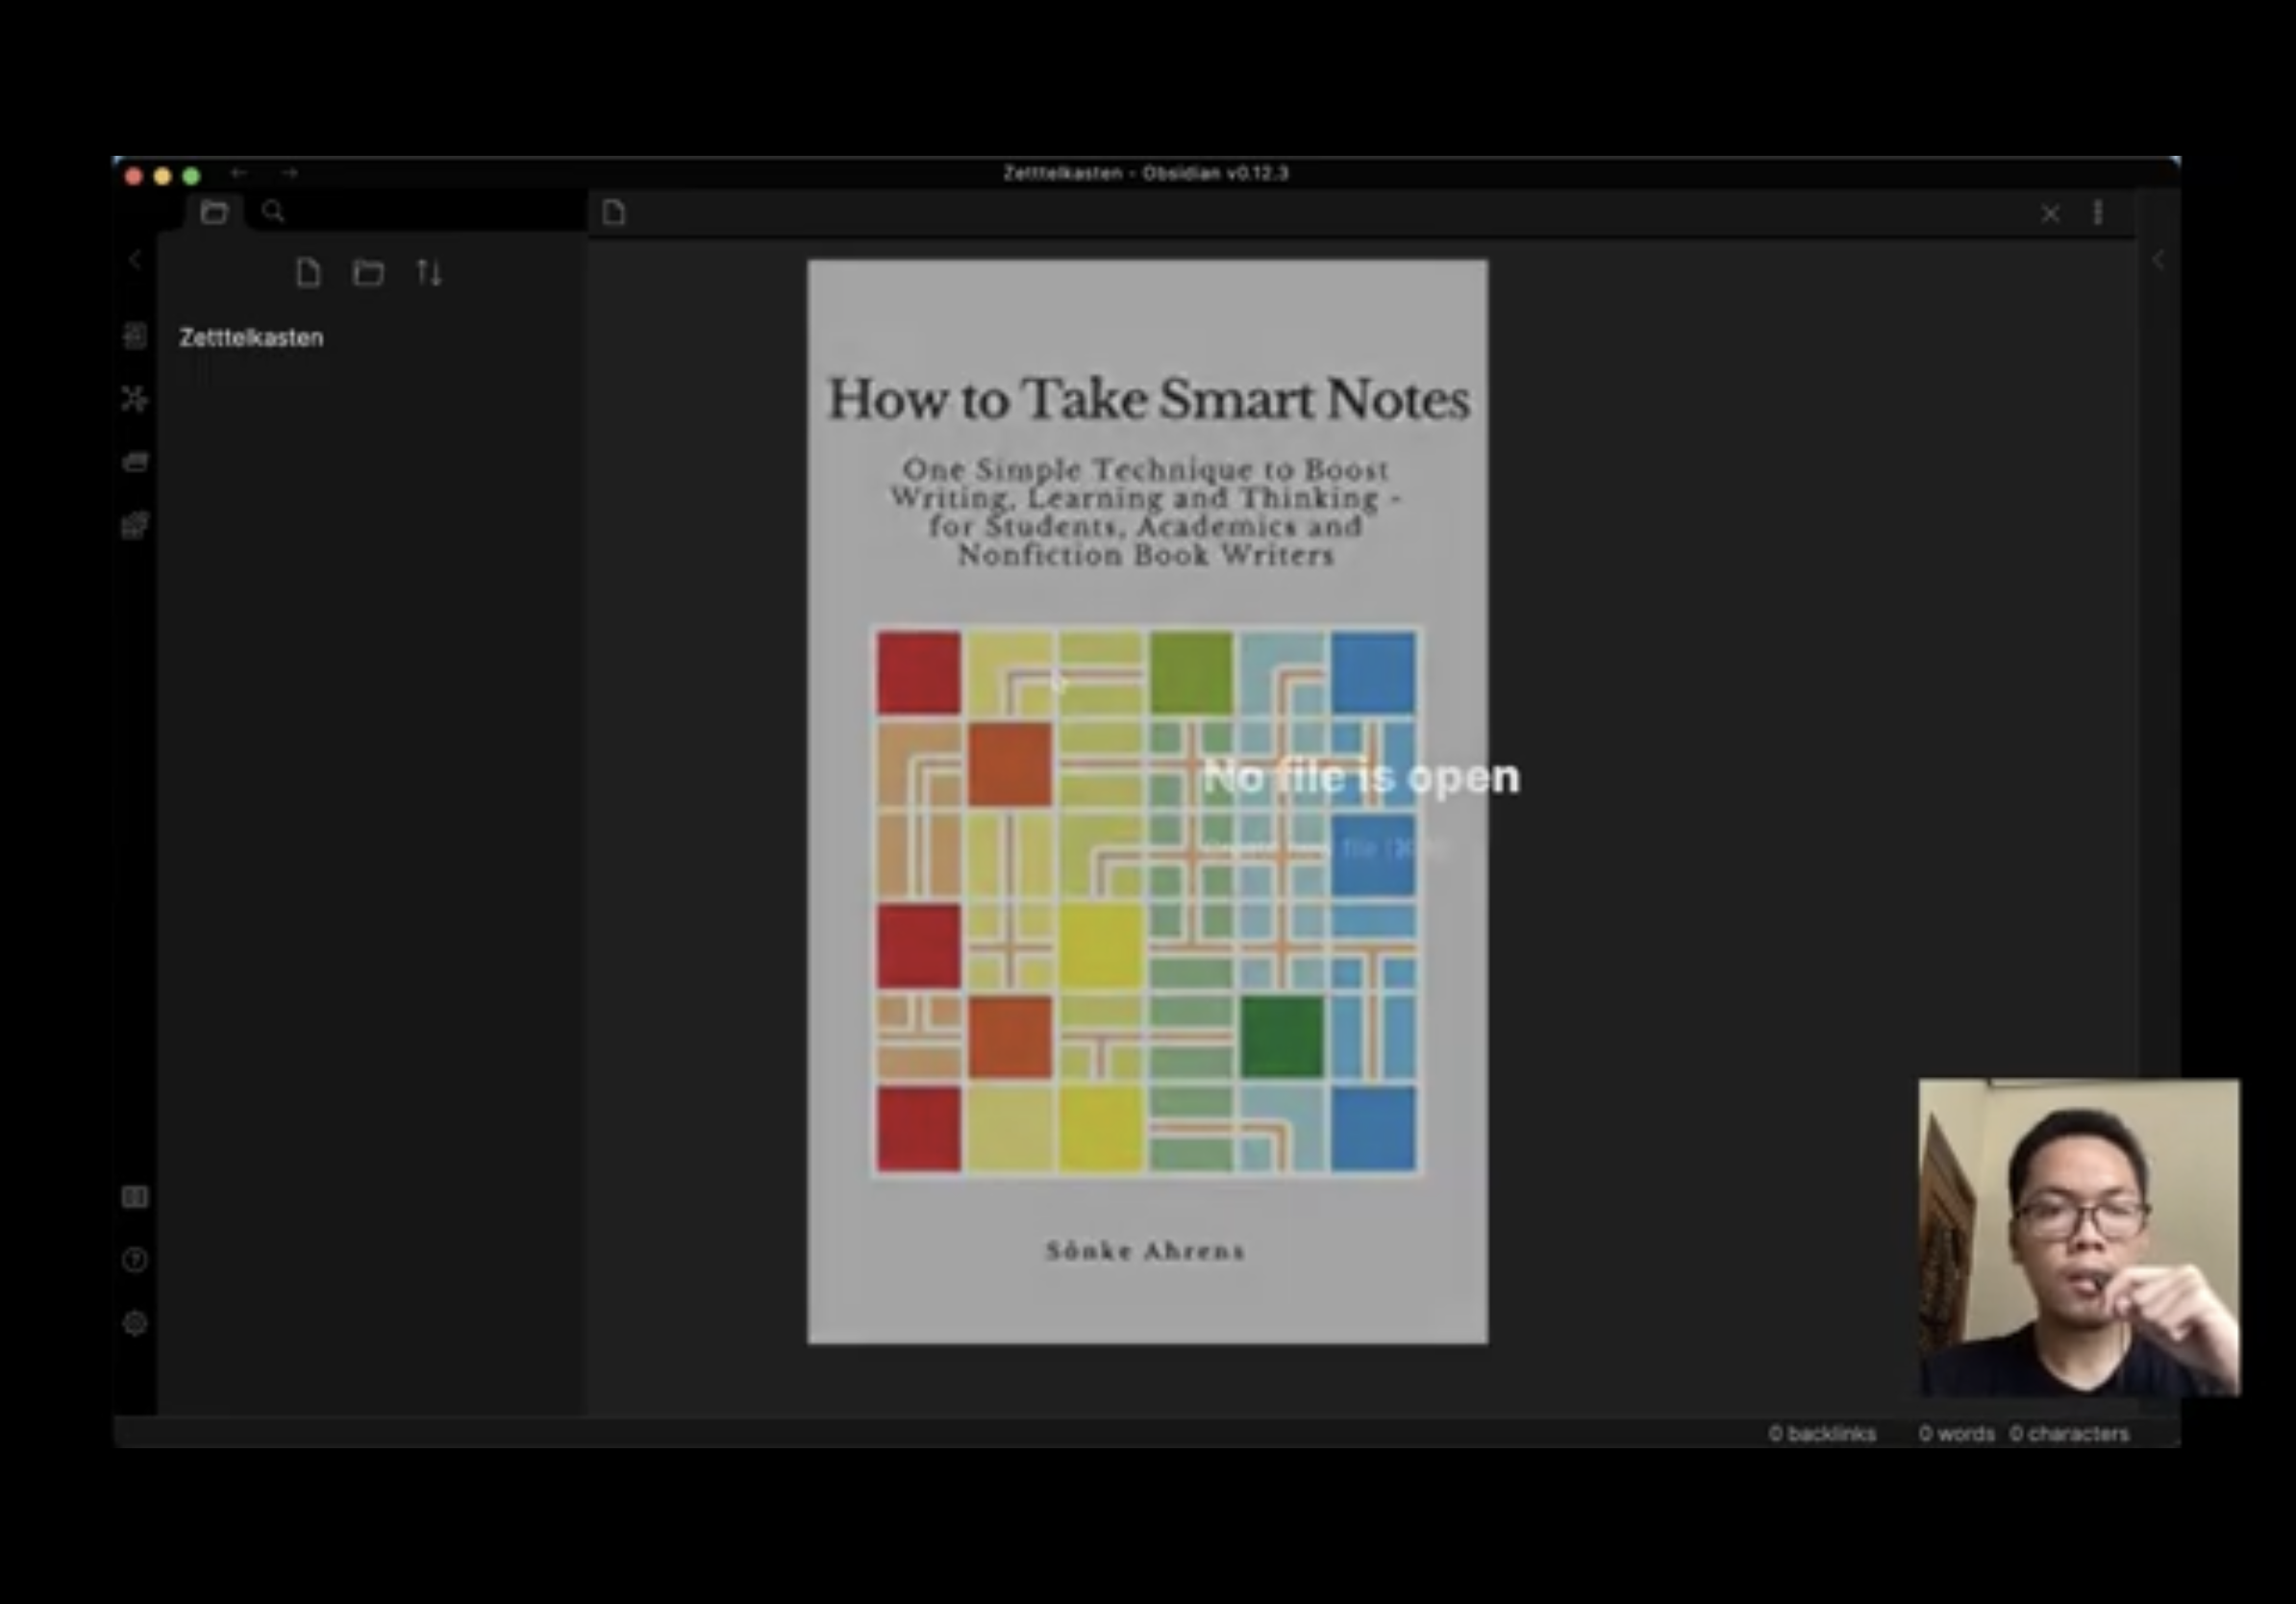 Zetttelkasten - Obsidian v0.12.3
Zetttelkasten
How to Take Smart Notes
One Simple Technique to Boost
Writing, Learning and Thinking -
for Students, Academics and
Nonfiction Book Writers
No file is open
file
Sönke Ahrens
0 backlinks 0 words 0 characters